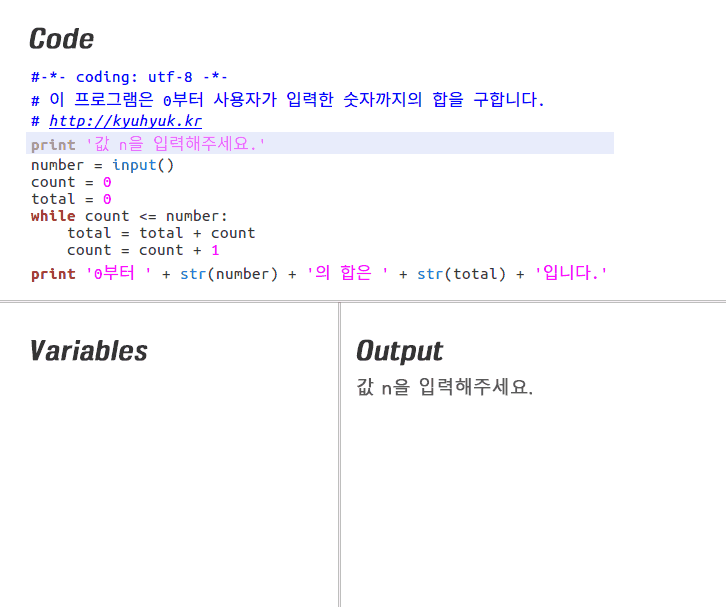 Code
#-*- coding: utf-8 -*-
# 이 프로그램은 0부터 사용자가 입력한 숫자까지의 합을 구합니다.
# http://kyuhyuk.kr
print '값 n을 입력해주세요.'
number = input()
count = 0
total = 0
while count <= number:
    total = total + count
    count = count + 1
print '0부터 ' + str(number) + '의 합은 ' + str(total) + '입니다.'
Variables
Output
값 n을 입력해주세요.